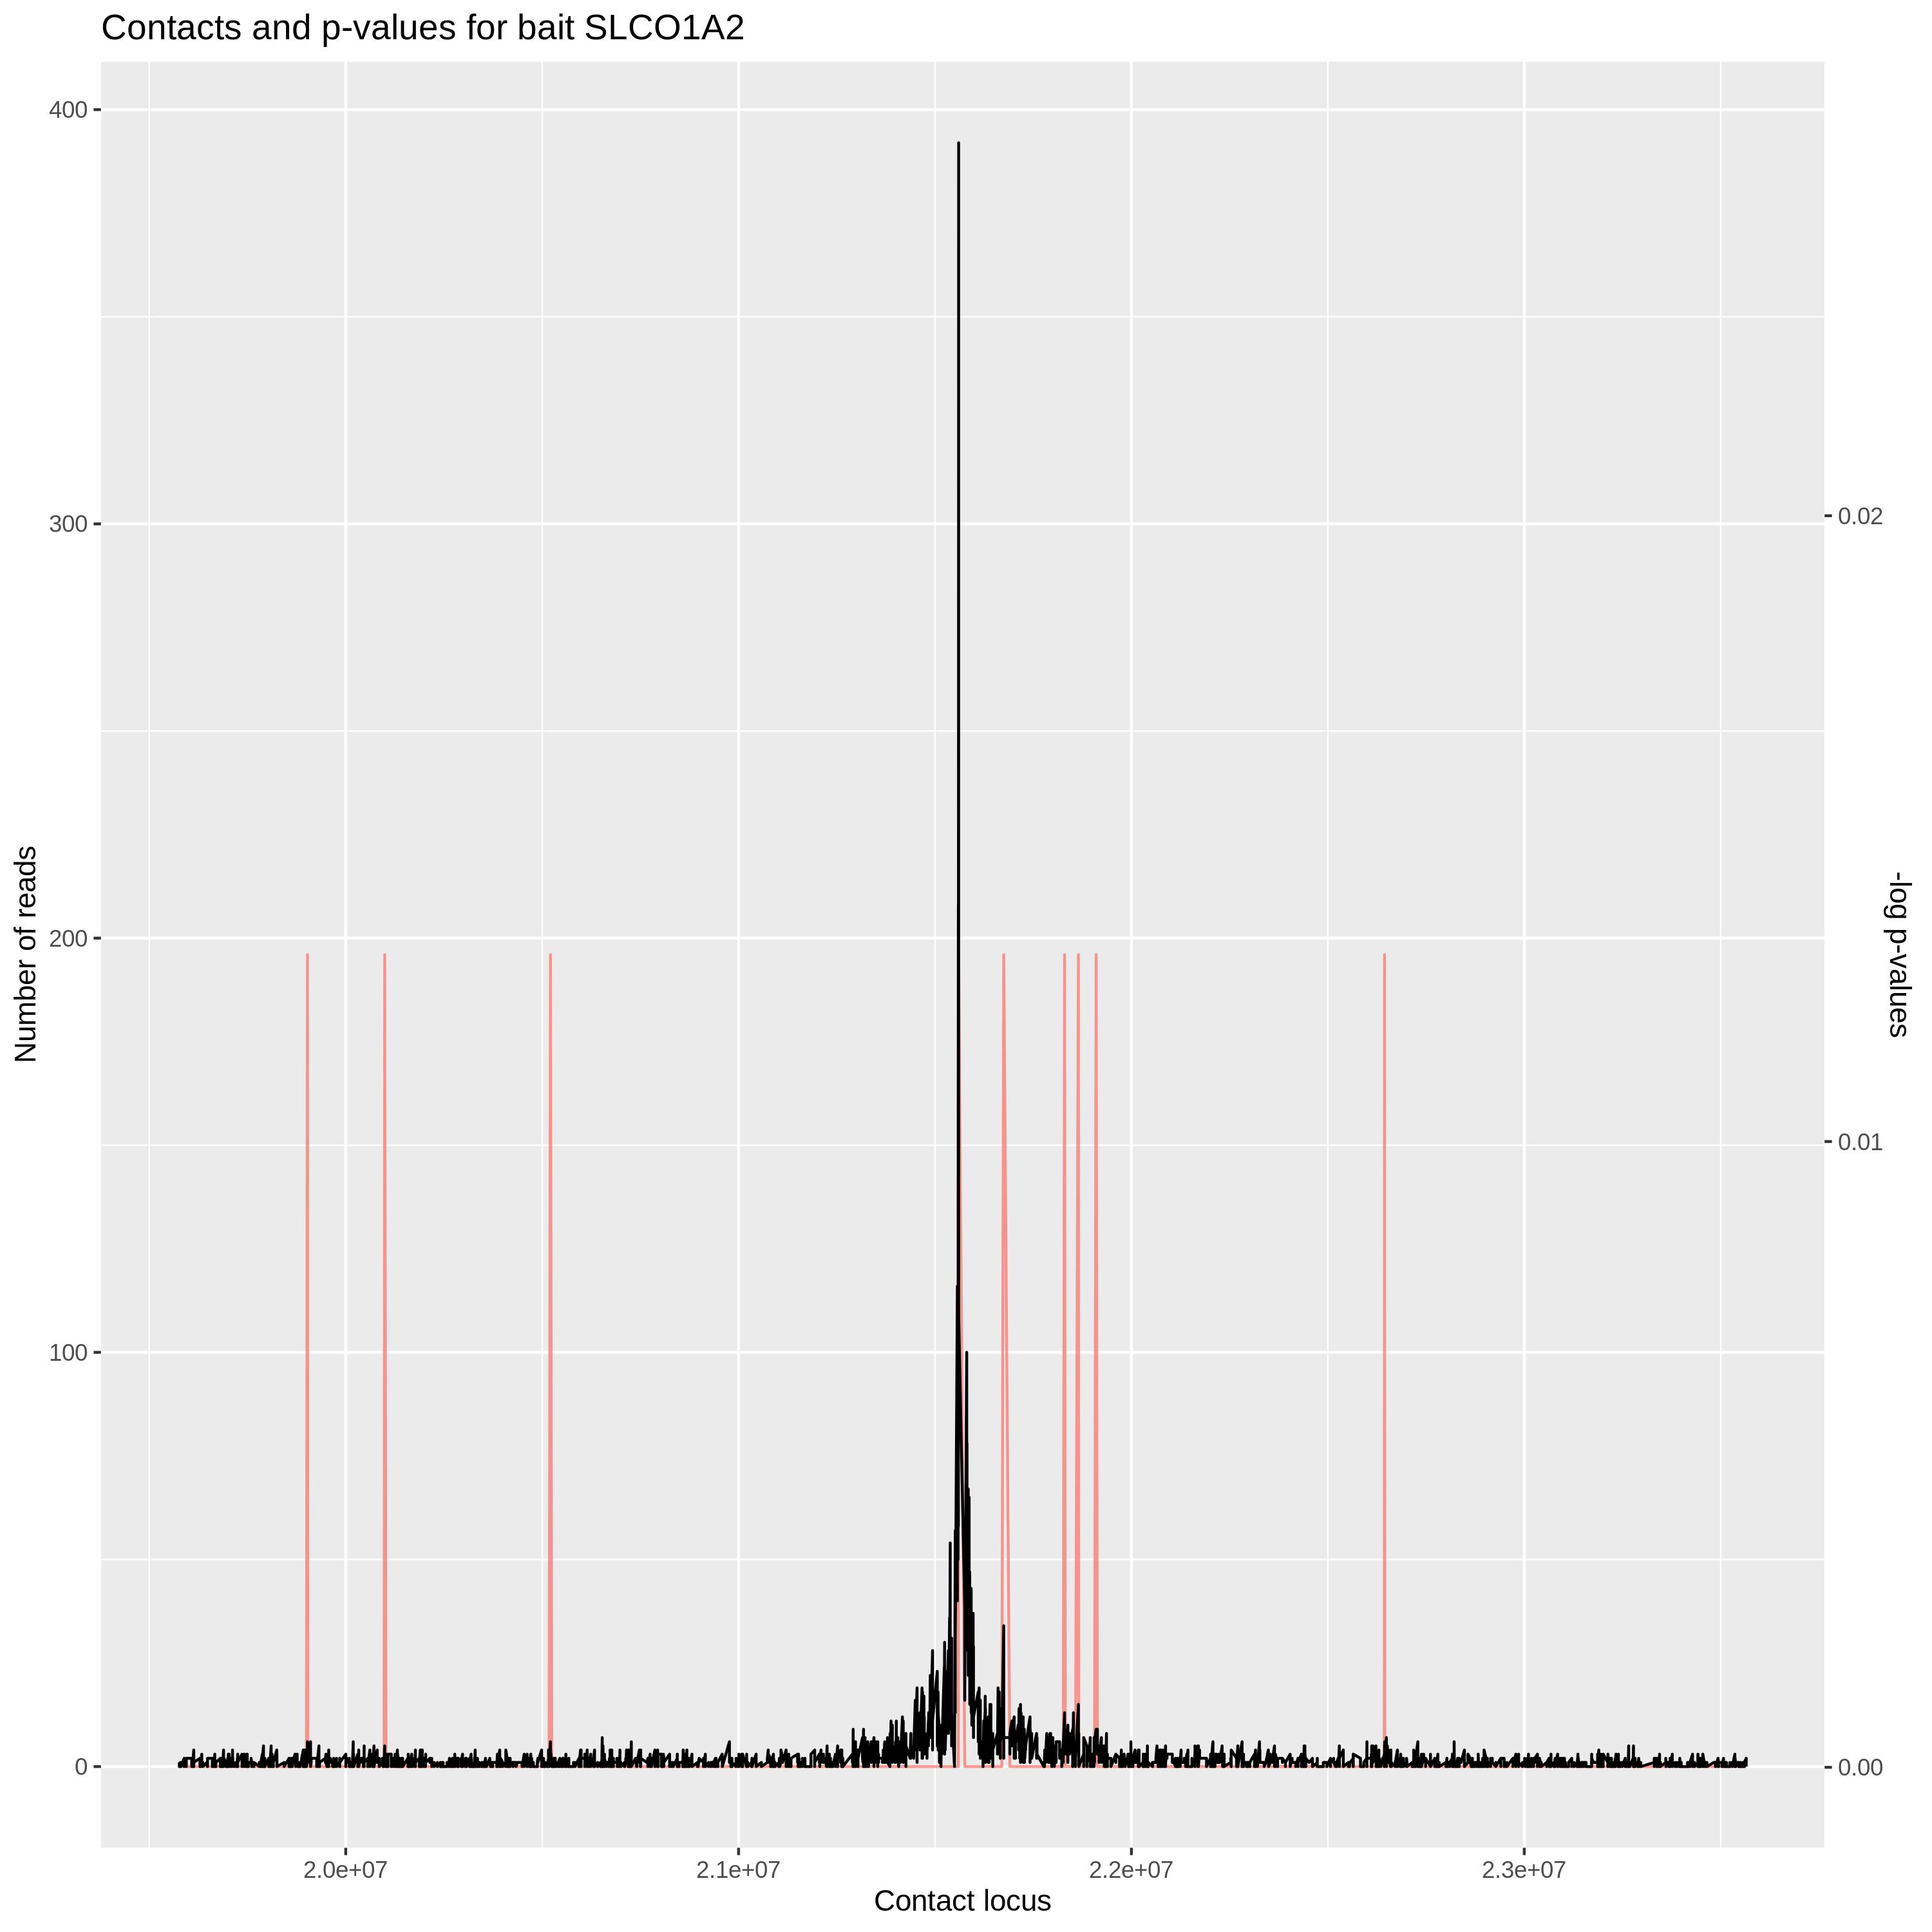 Contacts and p-values for bait SLCO1A2
400
300
200
100
0
Number of reads
0.02
0.01
0.00
-log p-values
2.0e+07
2.1e+07
2.2e+07
2.3e+07
Contact locus